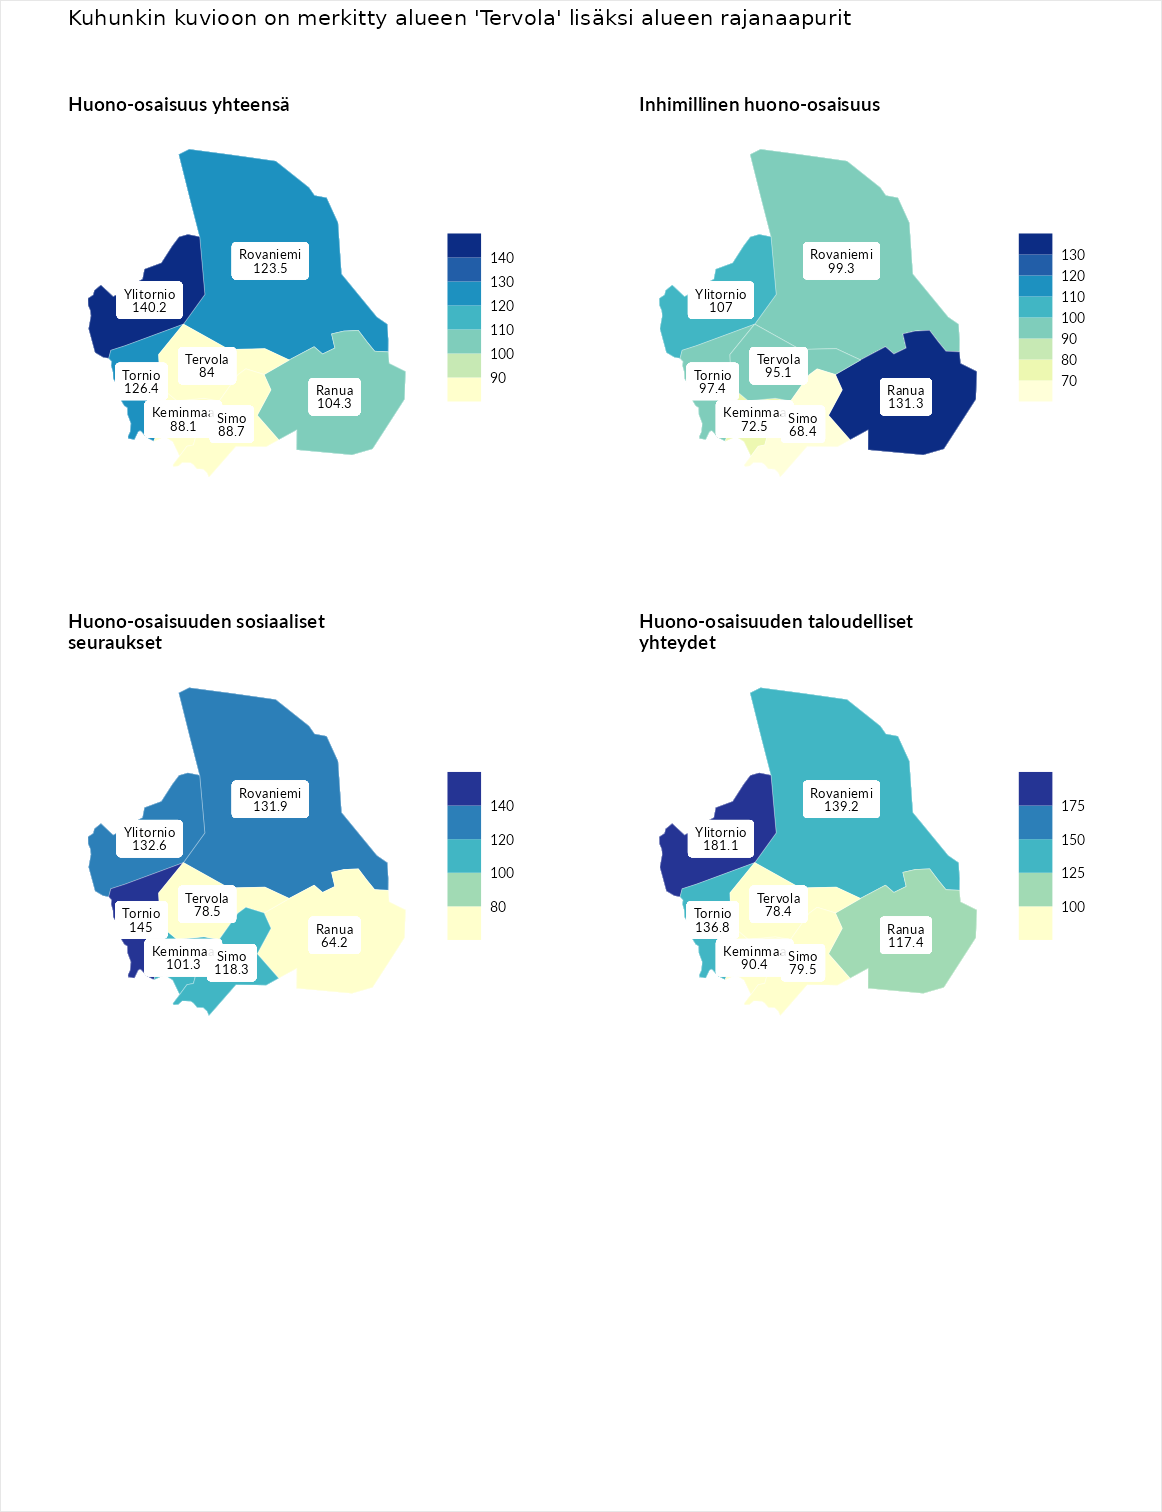 Kuhunkin kuvioon on merkitty alueen 'Tervola' lisäksi alueen rajanaapurit
Huono-osaisuus yhteensä
Rovaniemi
123.5
Ylitornio
140.2
Tervola
84
Tornio
126.4
Ranua
104.3
Keminmaa
88.1
Simo
88.7
140
130
120
110
100
90
Inhimillinen huono-osaisuus
Rovaniemi
99.3
Ylitornio
107
Tervola
95.1
Tornio
97.4
Ranua
131.3
Keminmaa
72.5
Simo
68.4
130
120
110
100
90
80
70
Huono-osaisuuden sosiaaliset
seuraukset
Rovaniemi
131.9
Ylitornio
132.6
Tervola
78.5
Tornio
145
Ranua
64.2
Keminmaa
101.3
Simo
118.3
140
120
100
80
Huono-osaisuuden taloudelliset
yhteydet
Rovaniemi
139.2
Ylitornio
181.1
Tervola
78.4
Tornio
136.8
Ranua
117.4
Keminmaa
90.4
Simo
79.5
175
150
125
100